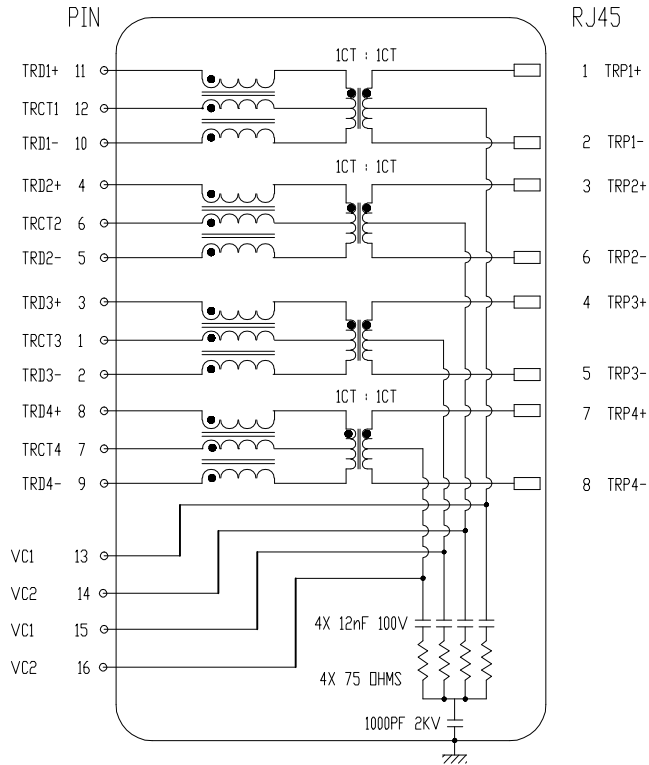 PIN RJ45
1CT : 1CT
TRD1+ 11 1 TRP1+
TRCT1 12
TRD1- 10 2 TRP1-
1CT : 1CT
TRD2+ 4 3 TRP2+
TRCT2 6
TRD2- 5 6 TRP2-
TRD3+ 3 4 TRP3+
TRCT3 1
TRD3- 2 5 TRP3-
1CT : 1CT
TRD4+ 8 7 TRP4+
TRCT4 7
TRD4- 9 8 TRP4-
VC1 13
VC2 14
VC1 15
4X 12nF 100V
VC2 16
4X 75 OHMS
1000PF 2KV